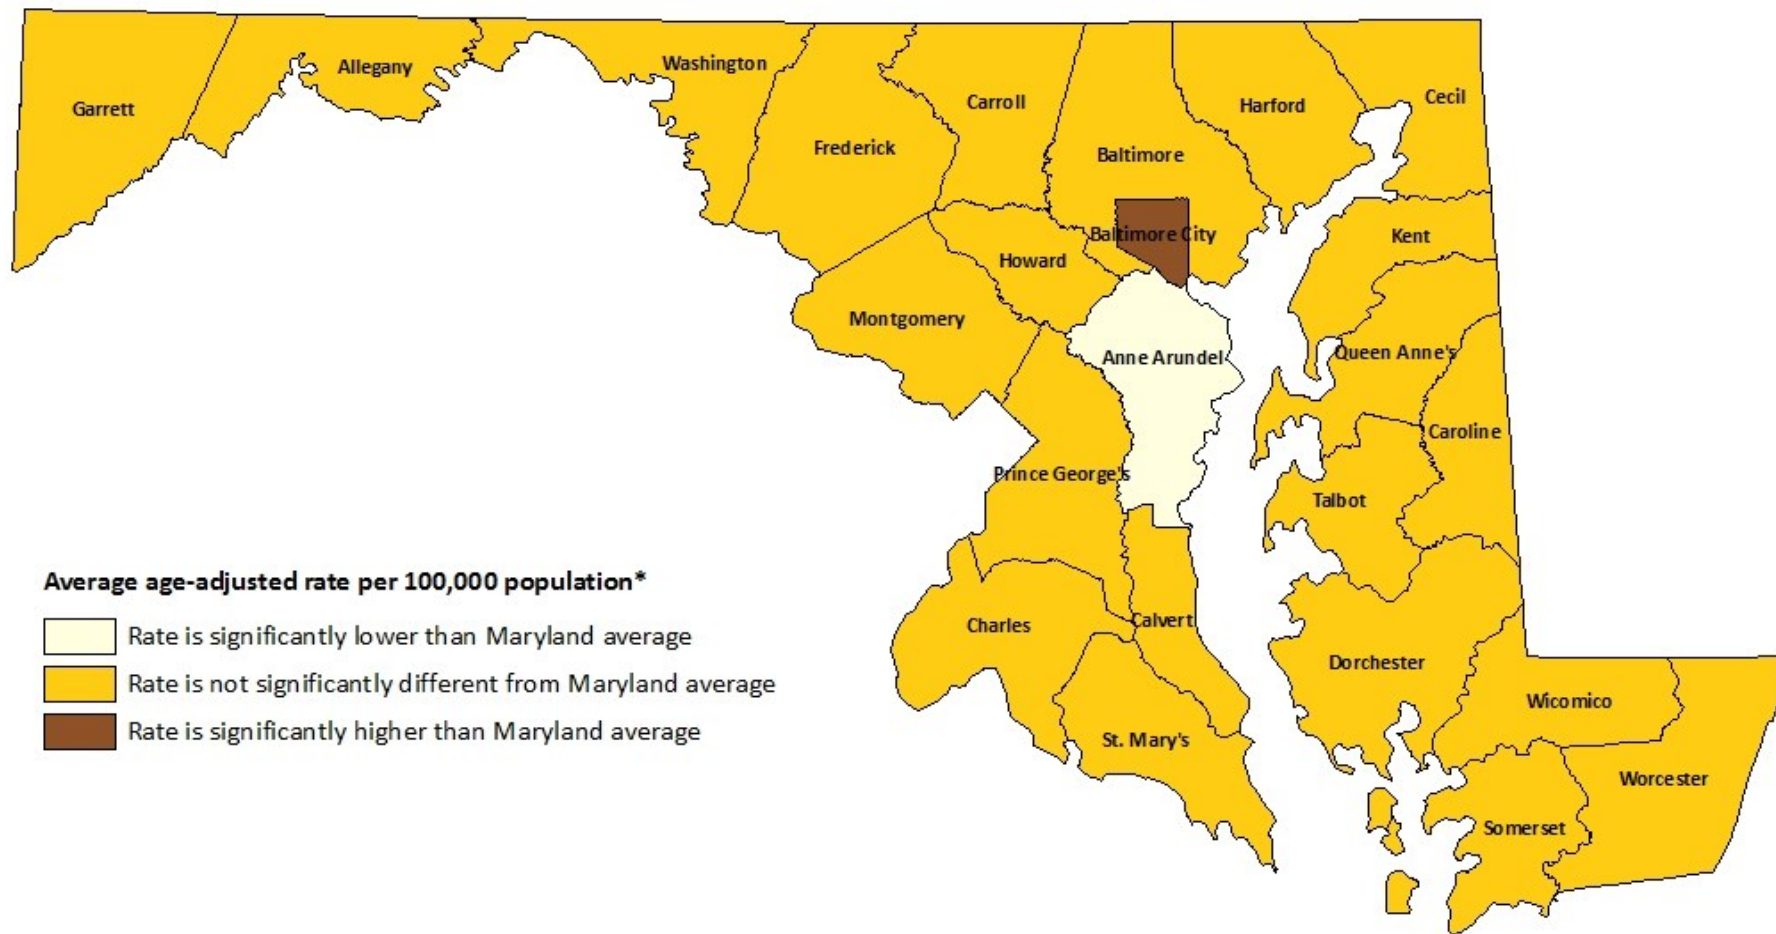 Garrett
Allegany
Washington
Frederick
Carroll
Baltimore
Harford
Cecil
Baltimore City
Howard
Kent
Montgomery
Anne Arundel
Queen Anne's
Caroline
Prince George's
Talbot
Average age-adjusted rate per 100,000 population*
Rate is significantly lower than Maryland average
Rate is not significantly different from Maryland average
Rate is significantly higher than Maryland average
Charles
Calvert
Dorchester
Wicomico
St. Mary's
Worcester
Somerset